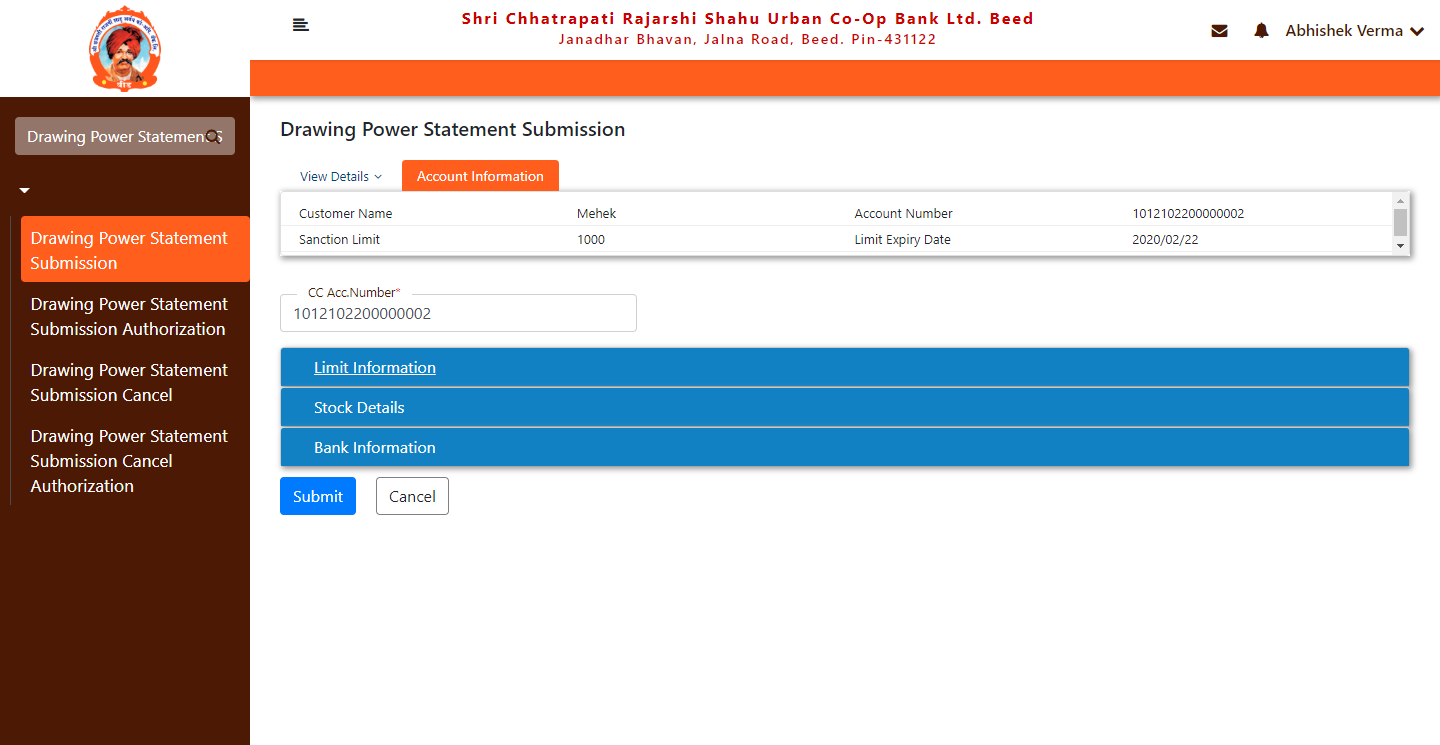 Shri Chhatrapati Rajarshi Shahu Urban Co-Op Bank Ltd. Beed
Janadhar Bhavan, Jalna Road, Beed. Pin-431122
Abhishek Verma
बीड
Drawing Power Statement S
Drawing Power Statement
Submission
Drawing Power Statement
Submission Authorization
Drawing Power Statement
Submission Cancel
Drawing Power Statement
Submission Cancel
Authorization
Drawing Power Statement Submission
View Details
Account Information
Customer Name Mehek Account Number 1012102200000002
Sanction Limit 1000 Limit Expiry Date 2020/02/22
CC Acc.Number*
1012102200000002
Limit Information
Stock Details
Bank Information
Submit Cancel